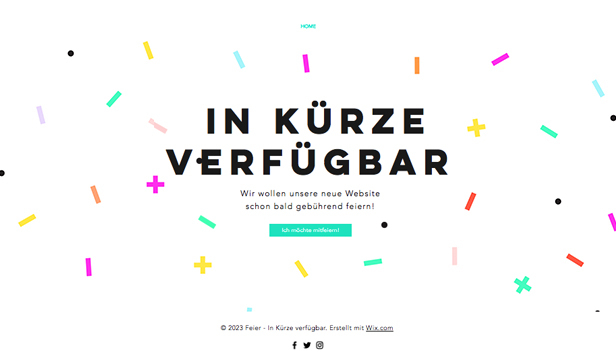 HOME
IN KÜRZE
VERFÜGBAR
Wir wollen unsere neue Website
schon bald gebührend feiern!
Ich möchte mitfeiern!
© 2023 Feier - In Kürze verfügbar. Erstellt mit Wix.com